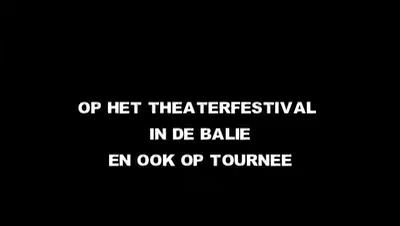 OP HET THEATERFESTIVAL
IN DE BALIE
EN OOK OP TOURNEE